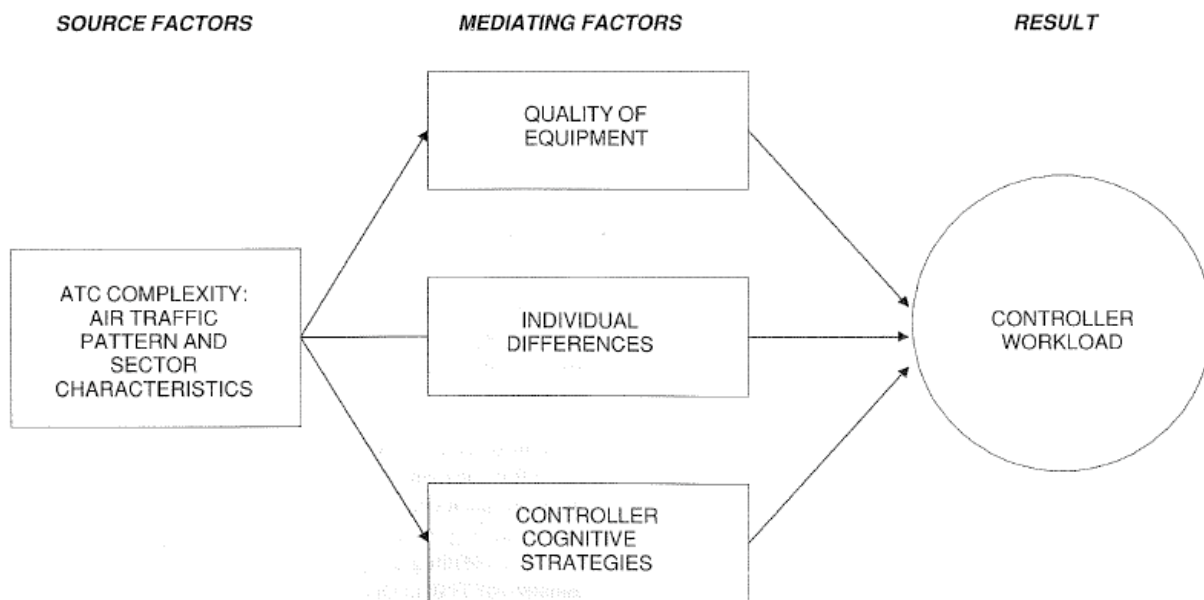 SOURCE FACTORS
MEDIATING FACTORS
RESULT
QUALITY OF
EQUIPMENT
ATC COMPLEXITY:
AIR TRAFFIC
PATTERN AND
SECTOR
CHARACTERISTICS
INDIVIDUAL
DIFFERENCES
CONTROLLER
WORKLOAD
CONTROLLER
COGNITIVE
STRATEGIES